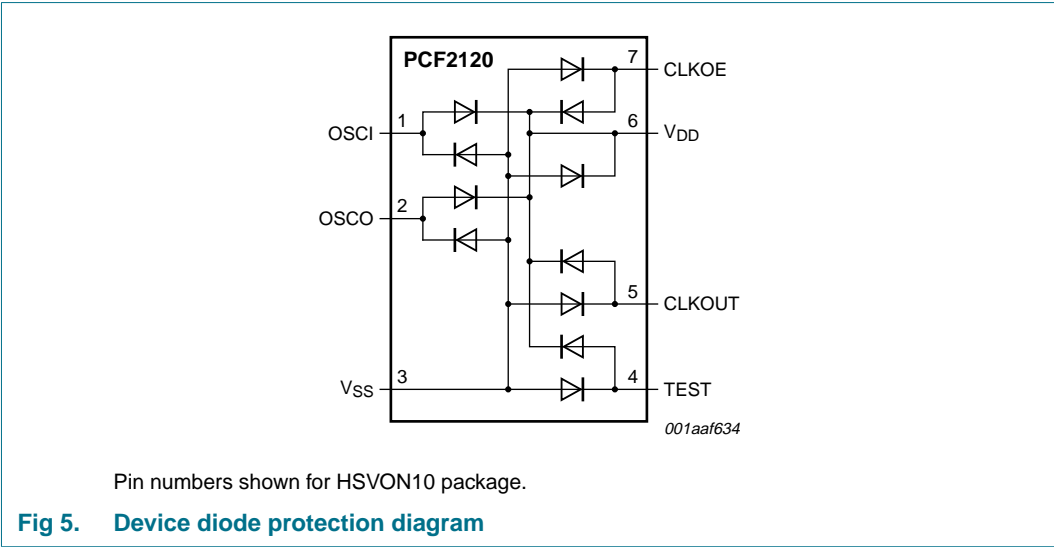 PCF2120
7 CLKOE
1 OSCI
6 VDD
2 OSCO
5 CLKOUT
3 VSS
4 TEST
001aaf634
Pin numbers shown for HSVON10 package.
Fig 5. Device diode protection diagram